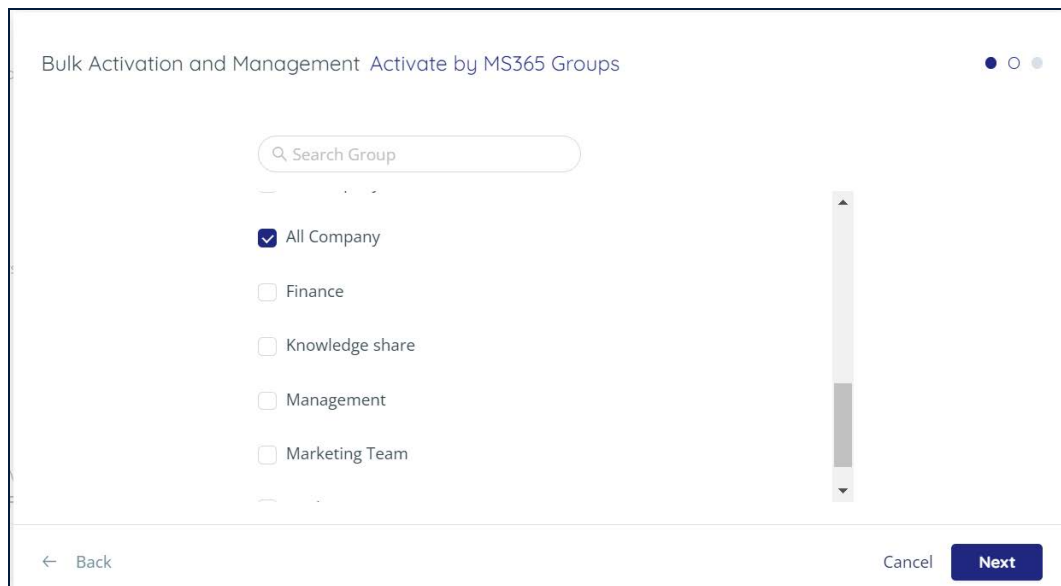 Bulk Activation and Management Activate by MS365 Groups
Search Group
All Company
Finance
Knowledge share
Management
Marketing Team
Back
Cancel
Next